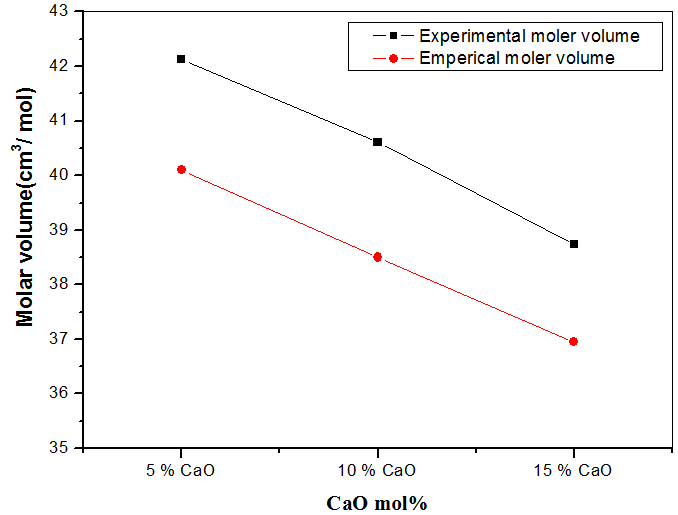 Experimental moler volume
Emperical moler volume
43
42
41
40
39
38
37
36
35
Molar volume(cm³/ mol)
5 % CaO
10 % CaO
15 % CaO
CaO mol%